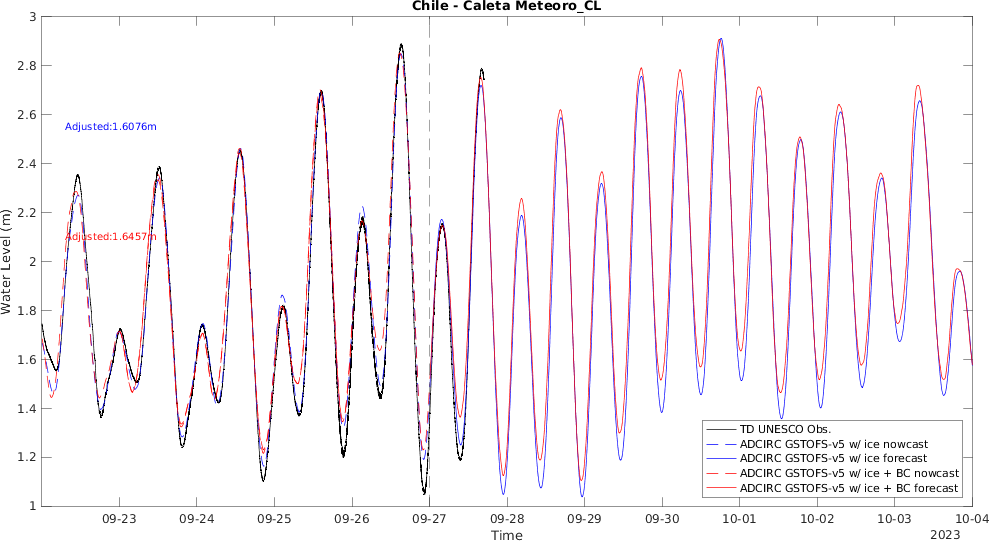 Chile - Caleta Meteoro_CL
3
2.8
2.6
2.4
2.2
2
1.8
1.6
1.4
1.2
1
Water Level (m)
Adjusted:1.6076m
Adjusted:1.6457m
TD UNESCO Obs.
ADCIRC GSTOFS-v5 w/ ice nowcast
ADCIRC GSTOFS-v5 w/ ice forecast
ADCIRC GSTOFS-v5 w/ ice + BC nowcast
ADCIRC GSTOFS-v5 w/ ice + BC forecast
09-23 09-24 09-25 09-26 09-27 09-28 09-29 09-30 10-01 10-02 10-03 10-04
Time
2023